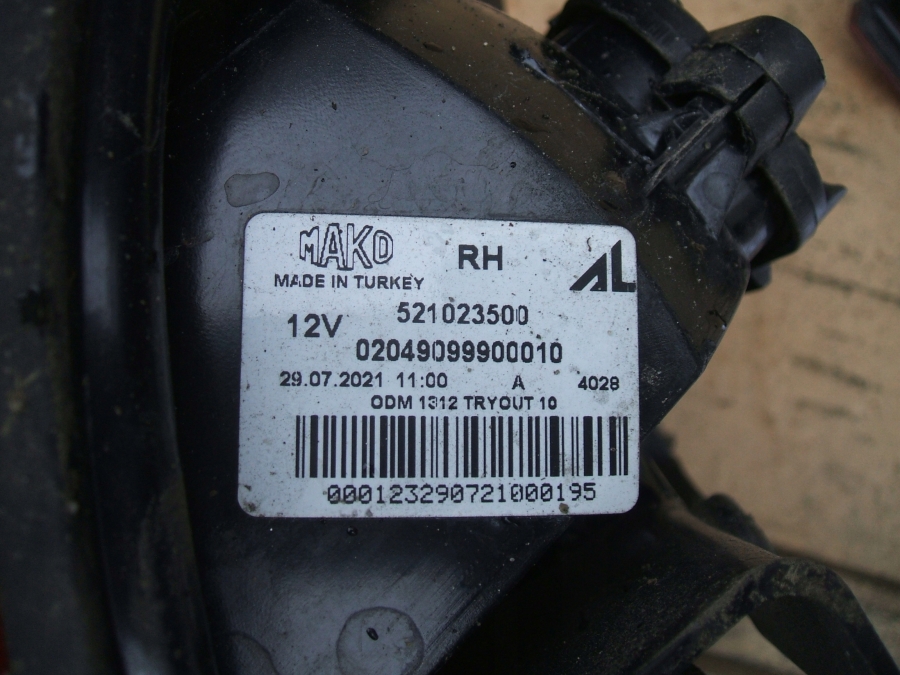 MAKO RH AL
MADE IN TURKEY
12V 521023500
02049099900010
29.07.2021 11:00 A 4028
ODM 1312 TRYOUT 10
000123290721000195